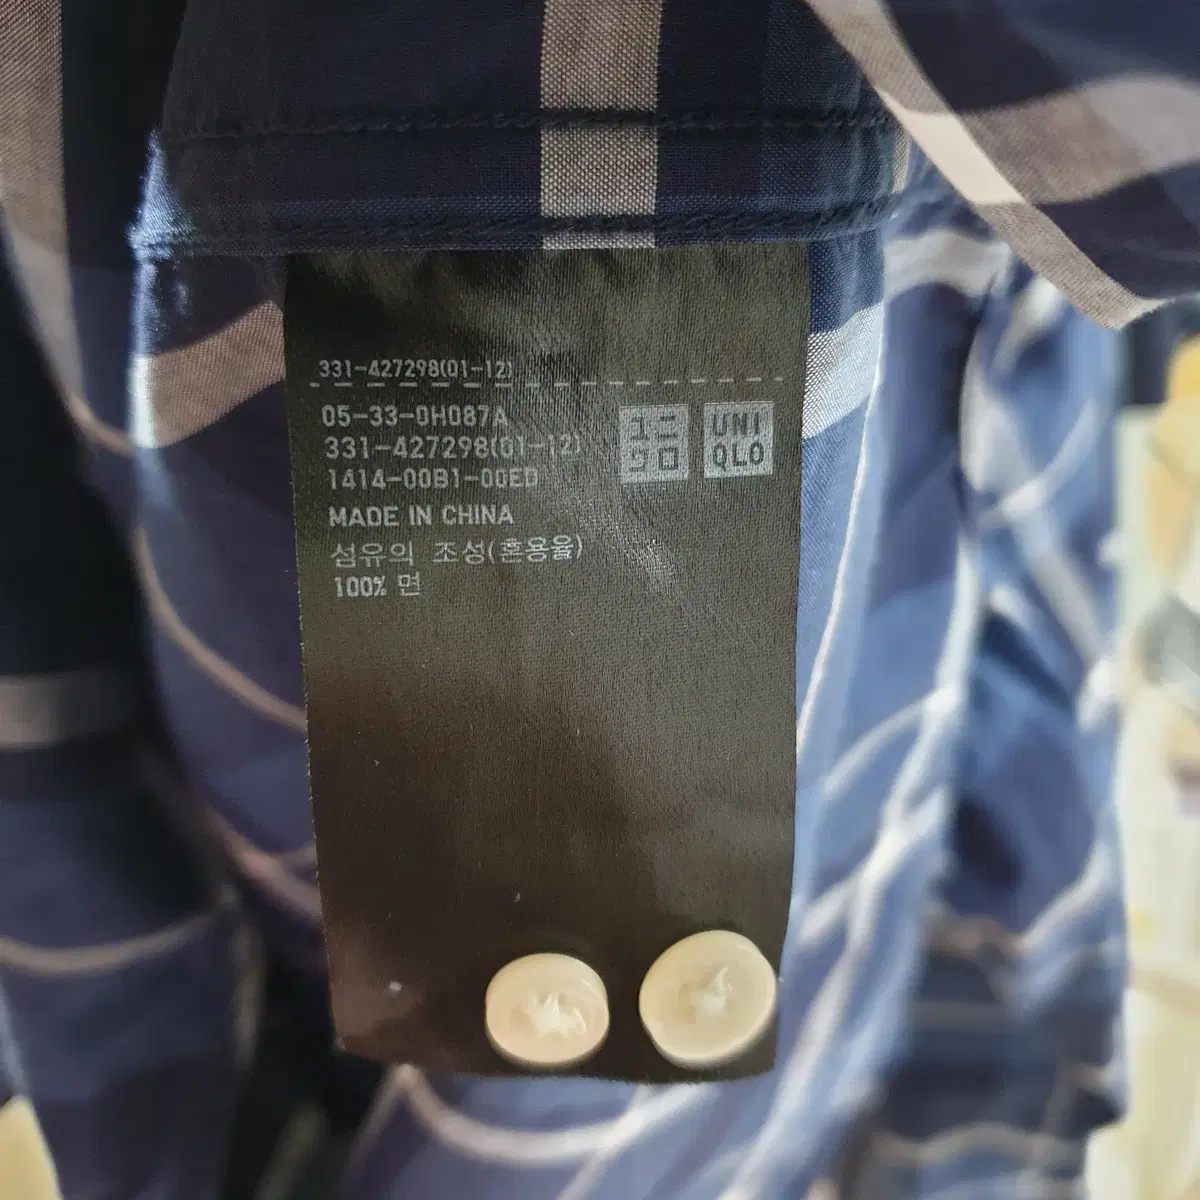 331-427298(01-12)
05-33-0H087A
331-427298(01-12)
1414-00B1-00ED
ユニ
クロ
UNI
QLO
MADE IN CHINA
섬유의 조성(혼용율)
100% 면